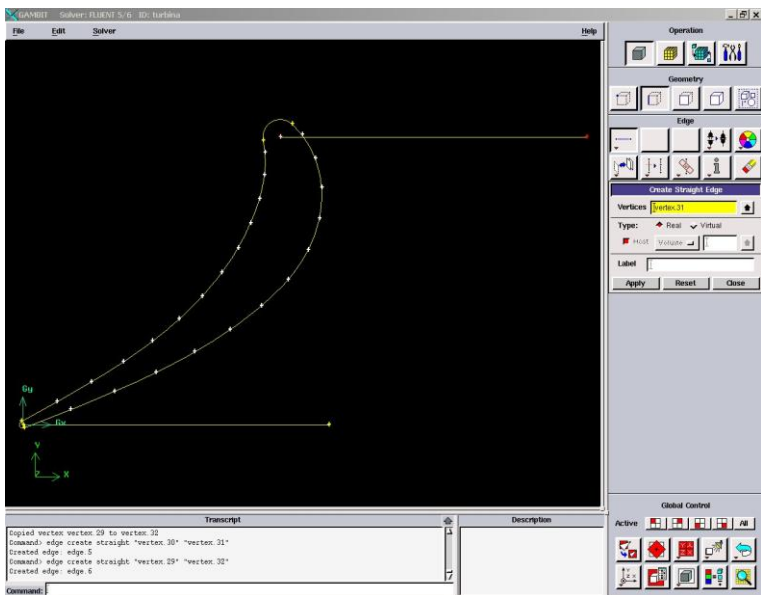 GAMBIT Solver: FLUENT 5/6 ID: turbina
File Edit Solver Help
Gy
Gx
Y
Z X
Operation
Geometry
Edge
Create Straight Edge
Vertices vertex.31
Type: Real Virtual
Host Volume
Label
Apply Reset Close
Transcript
Copied vertex vertex.29 to vertex.32
Command> edge create straight "vertex.30" "vertex.31"
Created edge: edge.5
Command> edge create straight "vertex.29" "vertex.32"
Created edge: edge.6
Command:
Description
Global Control
Active All